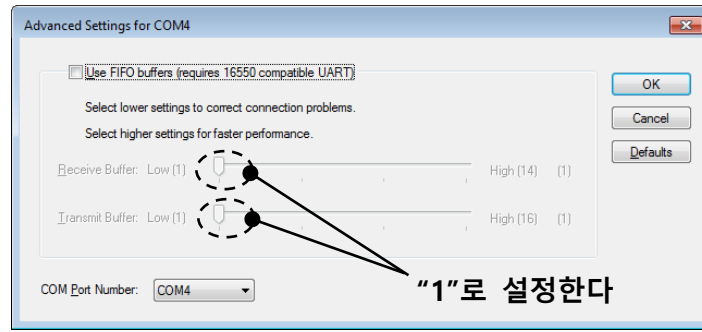 Advanced Settings for COM4
Use FIFO buffers (requires 16550 compatible UART)
OK
Select lower settings to correct connection problems.
Cancel
Select higher settings for faster performance.
Defaults
Receive Buffer: Low (1) High (14) (1)
Transmit Buffer: Low (1) High (16) (1)
COM Port Number: COM4
“1”로 설정한다